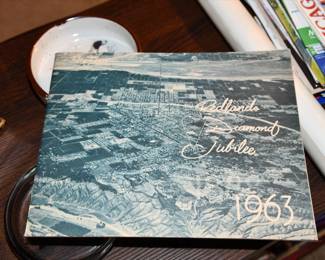 Redlands
Diamond
Jubilee
1963